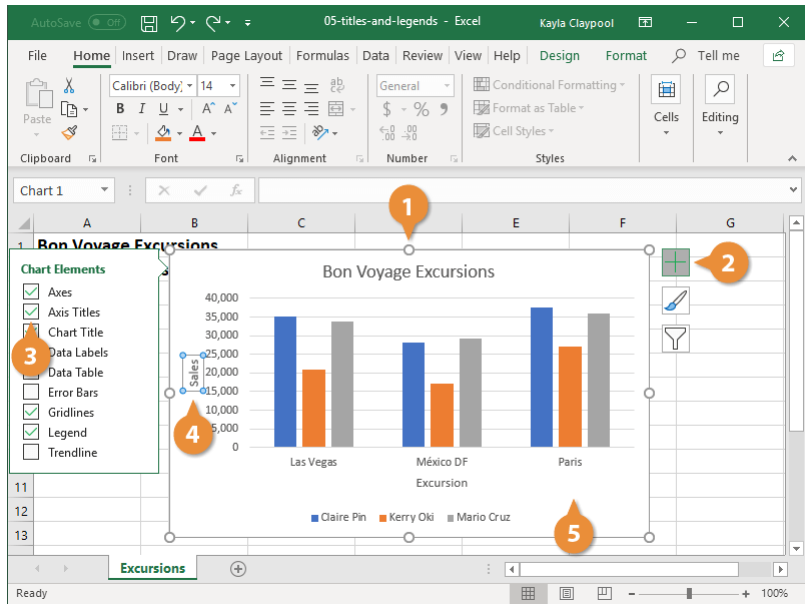 AutoSave Off 05-titles-and-legends - Excel Kayla Claypool
File Home Insert Draw Page Layout Formulas Data Review View Help Design Format Tell me
Calibri (Body) 14 ab General Conditional Formatting
Paste B I U A A $ % Format as Table Cells Editing
A Cell Styles
Clipboard Font Alignment Number Styles
Chart 1 fx
1
A B C E F G
1 Bon Voyage Excursions
2
Chart Elements
Axes
Axis Titles
Chart Title
Data Labels
Data Table
Error Bars
Gridlines
Legend
Trendline
3
Bon Voyage Excursions
40,000
35,000
30,000
25,000
20,000
15,000
10,000
5,000
0
Sales
4
Las Vegas México DF Paris
Excursion
Claire Pin Kerry Oki Mario Cruz
5
11
12
13
Excursions
Ready 100%